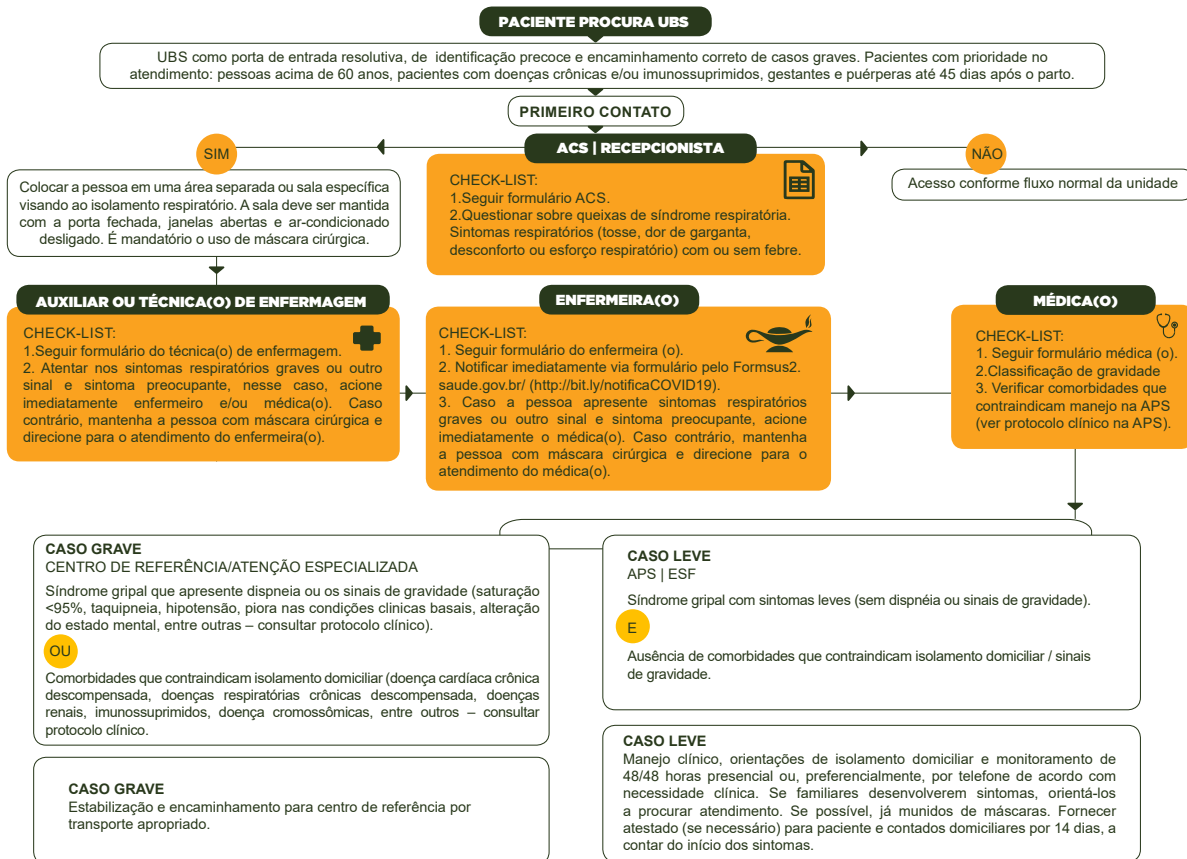 PACIENTE PROCURA UBS
UBS como porta de entrada resolutiva, de identificação precoce e encaminhamento correto de casos graves. Pacientes com prioridade no
atendimento: pessoas acima de 60 anos, pacientes com doenças crônicas e/ou imunossuprimidos, gestantes e puérperas até 45 dias após o parto.
PRIMEIRO CONTATO
SIM
ACS | RECEPCIONISTA
NÃO
Colocar a pessoa em uma área separada ou sala específica
visando ao isolamento respiratório. A sala deve ser mantida
com a porta fechada, janelas abertas e ar-condicionado
desligado. É mandatório o uso de máscara cirúrgica.
CHECK-LIST:
1.Seguir formulário ACS.
2.Questionar sobre queixas de síndrome respiratória.
Sintomas respiratórios (tosse, dor de garganta,
desconforto ou esforço respiratório) com ou sem febre.
Acesso conforme fluxo normal da unidade
AUXILIAR OU TÉCNICA(O) DE ENFERMAGEM
CHECK-LIST:
1.Seguir formulário do técnica(o) de enfermagem.
2. Atentar nos sintomas respiratórios graves ou outro
sinal e sintoma preocupante, nesse caso, acione
imediatamente enfermeiro e/ou médica(o). Caso
contrário, mantenha a pessoa com máscara cirúrgica e
direcione para o atendimento do enfermeira(o).
ENFERMEIRA(O)
CHECK-LIST:
1. Seguir formulário do enfermeira (o).
2. Notificar imediatamente via formulário pelo Formsus2.
saude.gov.br/ (http://bit.ly/notificaCOVID19).
3. Caso a pessoa apresente sintomas respiratórios
graves ou outro sinal e sintoma preocupante, acione
imediatamente o médica(o). Caso contrário, mantenha
a pessoa com máscara cirúrgica e direcione para o
atendimento do médica(o).
MÉDICA(O)
CHECK-LIST:
1. Seguir formulário médica (o).
2.Classificação de gravidade
3. Verificar comorbidades que
contraindicam manejo na APS
(ver protocolo clínico na APS).
CASO GRAVE
CENTRO DE REFERÊNCIA/ATENÇÃO ESPECIALIZADA
Síndrome gripal que apresente dispneia ou os sinais de gravidade (saturação
<95%, taquipneia, hipotensão, piora nas condições clinicas basais, alteração
do estado mental, entre outras – consultar protocolo clínico).
OU
Comorbidades que contraindicam isolamento domiciliar (doença cardíaca crônica
descompensada, doenças respiratórias crônicas descompensada, doenças
renais, imunossuprimidos, doença cromossômicas, entre outros – consultar
protocolo clínico.
CASO LEVE
APS | ESF
Síndrome gripal com sintomas leves (sem dispnéia ou sinais de gravidade).
E
Ausência de comorbidades que contraindicam isolamento domiciliar / sinais
de gravidade.
CASO GRAVE
Estabilização e encaminhamento para centro de referência por
transporte apropriado.
CASO LEVE
Manejo clínico, orientações de isolamento domiciliar e monitoramento de
48/48 horas presencial ou, preferencialmente, por telefone de acordo com
necessidade clínica. Se familiares desenvolverem sintomas, orientá-los
a procurar atendimento. Se possível, já munidos de máscaras. Fornecer
atestado (se necessário) para paciente e contados domiciliares por 14 dias, a
contar do início dos sintomas.